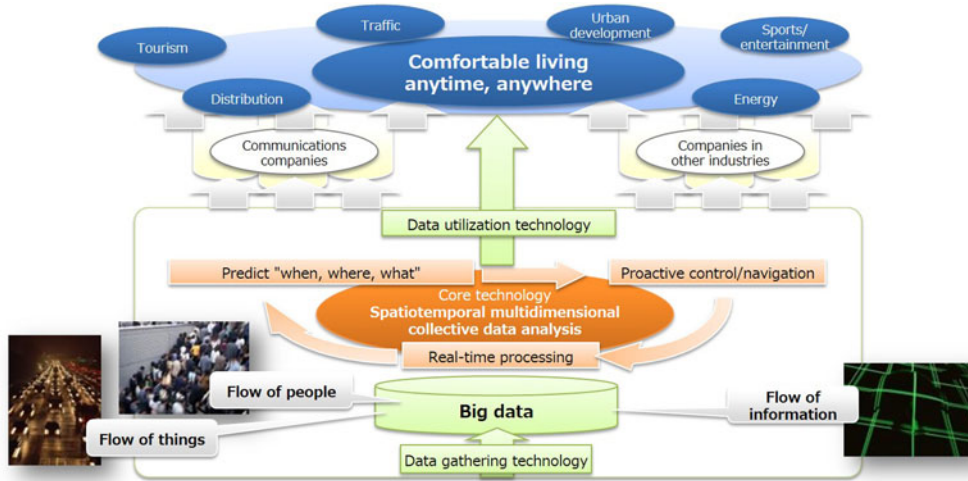 Tourism
Traffic
Urban
development
Sports/
entertainment
Comfortable living
anytime, anywhere
Distribution
Energy
Communications
companies
Companies in
other industries
Data utilization technology
Predict "when, where, what"
Proactive control/navigation
Core technology
Spatiotemporal multidimensional
collective data analysis
Real-time processing
Flow of people
Flow of things
Big data
Flow of
information
Data gathering technology